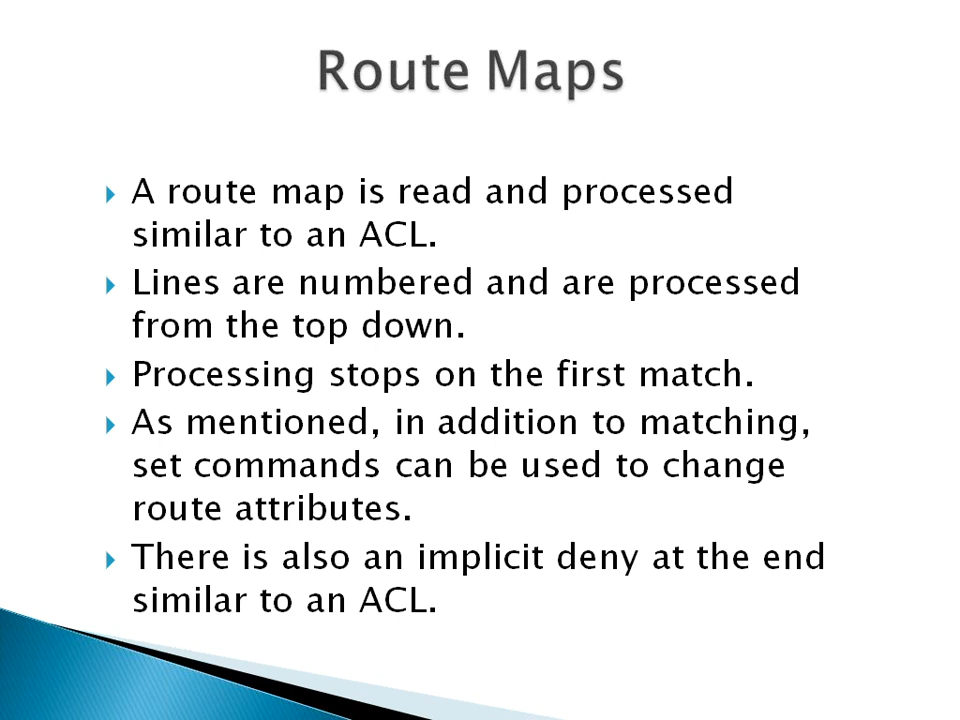 Route Maps
A route map is read and processed
similar to an ACL.
Lines are numbered and are processed
from the top down.
Processing stops on the first match.
As mentioned, in addition to matching,
set commands can be used to change
route attributes.
There is also an implicit deny at the end
similar to an ACL.